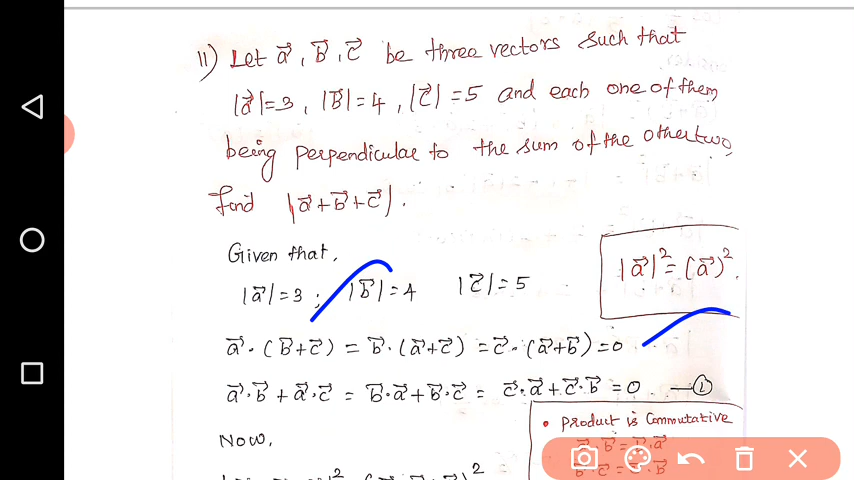 11) Let a⃗, b⃗, c⃗ be three vectors such that
|a⃗|=3, |b⃗|=4, |c⃗|=5 and each one of them
being perpendicular to the sum of the other two,
find |a⃗+b⃗+c⃗|.
Given that,
|a⃗|=3; |b⃗|=4 |c⃗|=5
|a⃗|² = (a⃗)².
a⃗·(b⃗+c⃗) = b⃗·(a⃗+c⃗) = c⃗·(a⃗+b⃗) = 0
a⃗·b⃗ + a⃗·c⃗ = b⃗·a⃗ + b⃗·c⃗ = c⃗·a⃗ + c⃗·b⃗ = 0 —①
• Product is Commutative
Now,